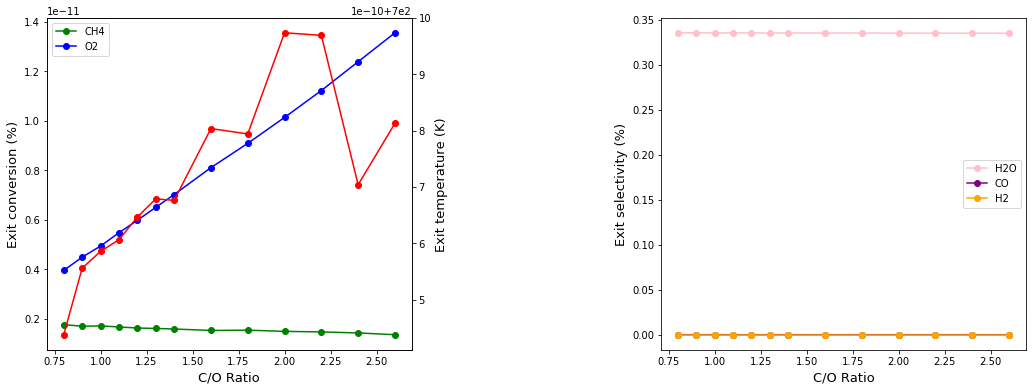 1e−11
1e−10+7e2
CH4
O2
1.4
1.2
1.0
0.8
0.6
0.4
0.2
Exit conversion (%)
0.75 1.00 1.25 1.50 1.75 2.00 2.25 2.50
C/O Ratio
10
9
8
7
6
5
Exit temperature (K)
0.35
0.30
0.25
0.20
0.15
0.10
0.05
0.00
Exit selectivity (%)
H2O
CO
H2
0.75 1.00 1.25 1.50 1.75 2.00 2.25 2.50
C/O Ratio